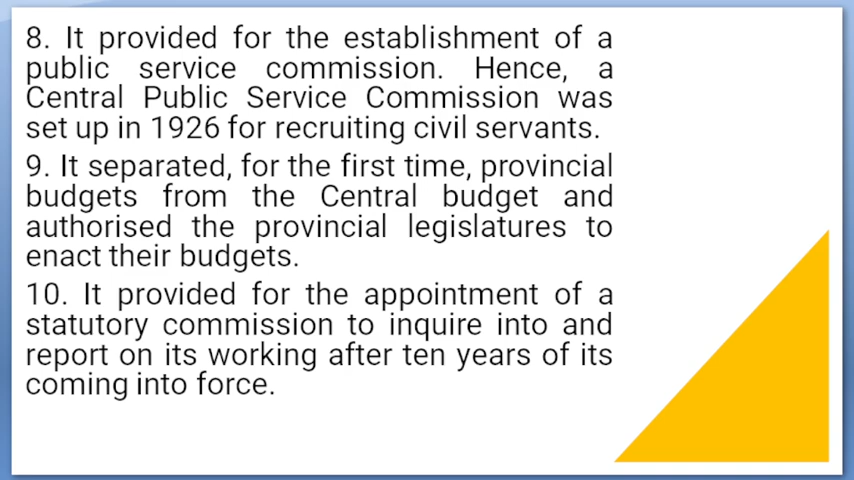 8. It provided for the establishment of a
public service commission. Hence, a
Central Public Service Commission was
set up in 1926 for recruiting civil servants.
9. It separated, for the first time, provincial
budgets from the Central budget and
authorised the provincial legislatures to
enact their budgets.
10. It provided for the appointment of a
statutory commission to inquire into and
report on its working after ten years of its
coming into force.